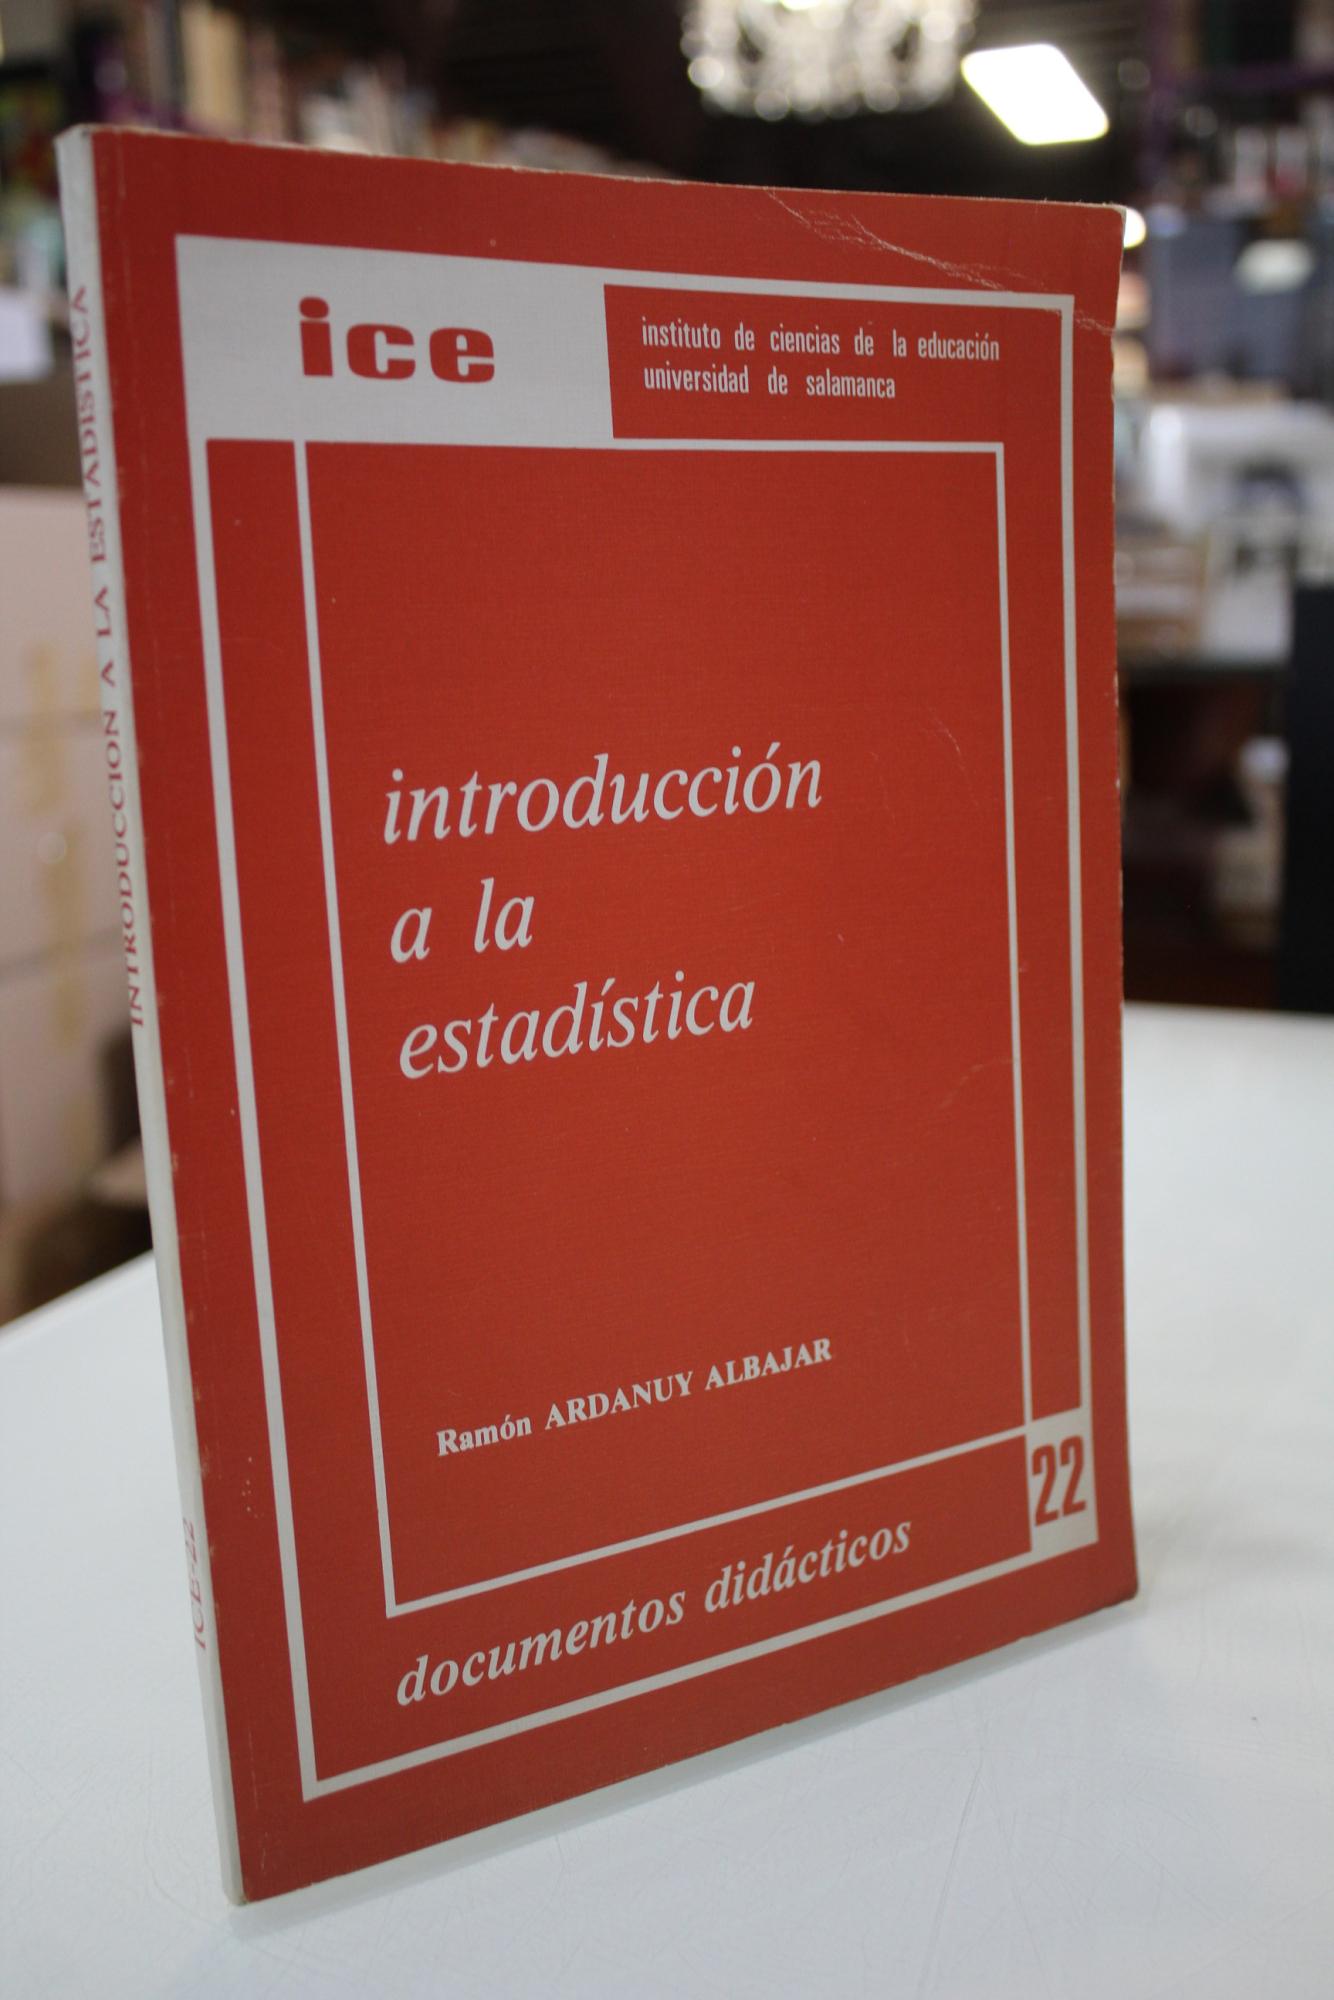 ice
instituto de ciencias de la educación
universidad de salamanca
introducción
a la
estadística
Ramón ARDANUY ALBAJAR
documentos didácticos
22
INTRODUCCION A LA ESTADISTICA
ICE-22